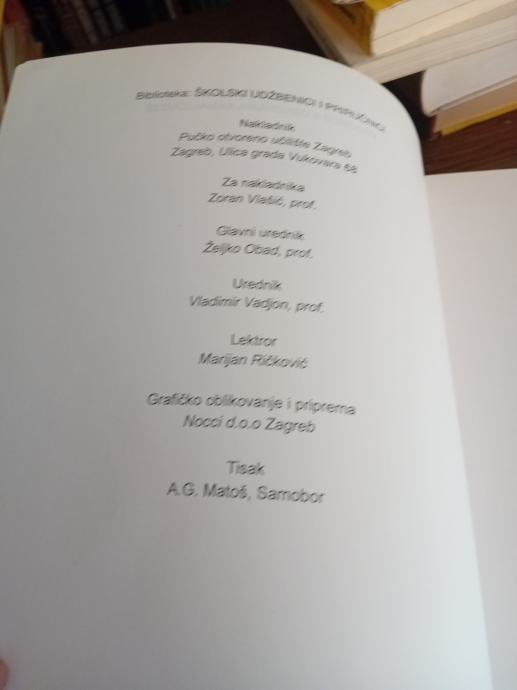 Biblioteka: ŠKOLSKI UDŽBENICI I PRIRUČNICI
Nakladnik
Pučko otvoreno učilište Zagreb
Zagreb, Ulica grada Vukovara 68
Za nakladnika
Zoran Vlašić, prof.
Glavni urednik
Željko Obad, prof.
Urednik
Vladimir Vadjon, prof.
Lektror
Marijan Ričković
Grafičko oblikovanje i priprema
Nocci d.o.o Zagreb
Tisak
A.G. Matoš, Samobor